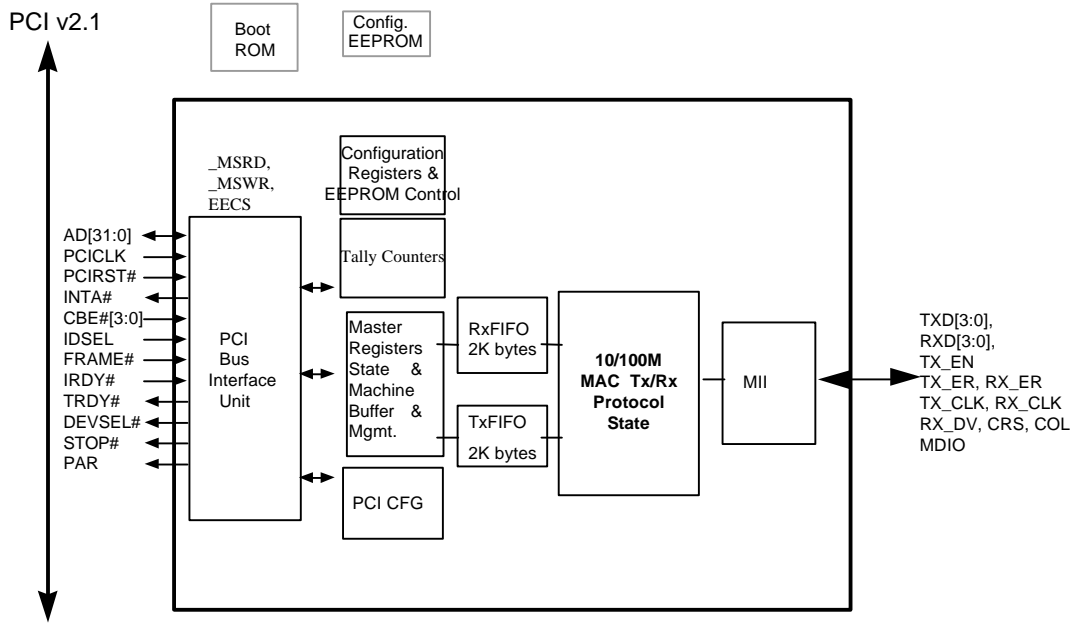 PCI v2.1
Boot
ROM
Config.
EEPROM
_MSRD,
_MSWR,
EECS
Configuration
Registers &
EEPROM Control
Tally Counters
AD[31:0]
PCICLK
PCIRST#
INTA#
CBE#[3:0]
IDSEL
FRAME#
IRDY#
TRDY#
DEVSEL#
STOP#
PAR
PCI
Bus
Interface
Unit
Master
Registers
State &
Machine
Buffer &
Mgmt.
RxFIFO
2K bytes
TxFIFO
2K bytes
PCI CFG
10/100M
MAC Tx/Rx
Protocol
State
MII
TXD[3:0],
RXD[3:0],
TX_EN
TX_ER, RX_ER
TX_CLK, RX_CLK
RX_DV, CRS, COL
MDIO